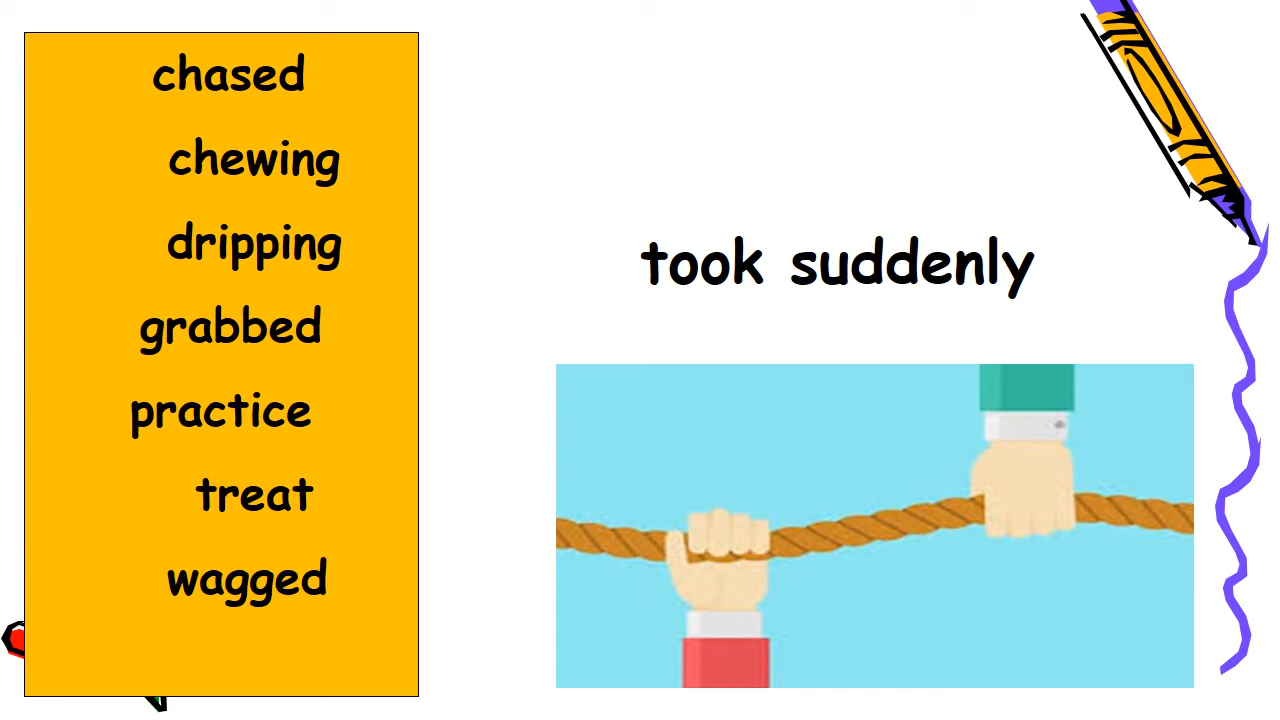 chased
chewing
dripping
grabbed
practice
treat
wagged
took suddenly